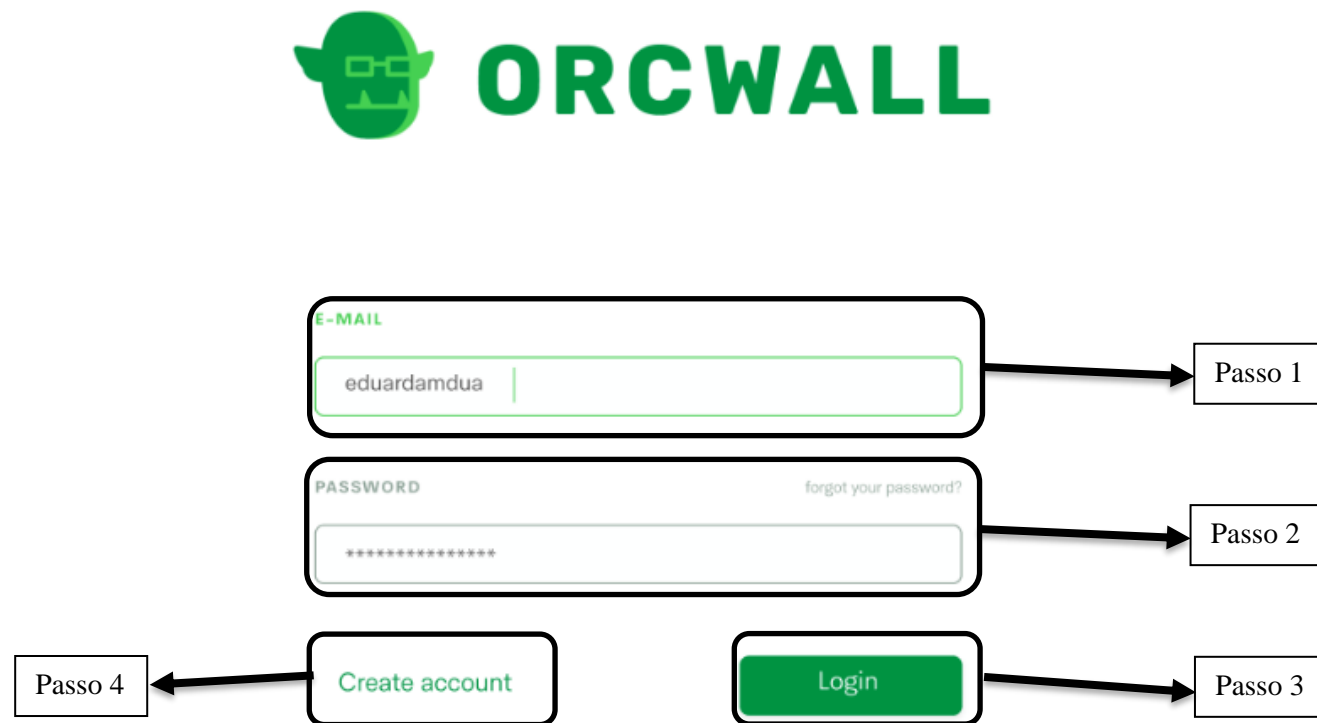 ORCWALL
E-MAIL
eduardamdua
Passo 1
PASSWORD
forgot your password?
***************
Passo 2
Passo 4
Create account
Login
Passo 3